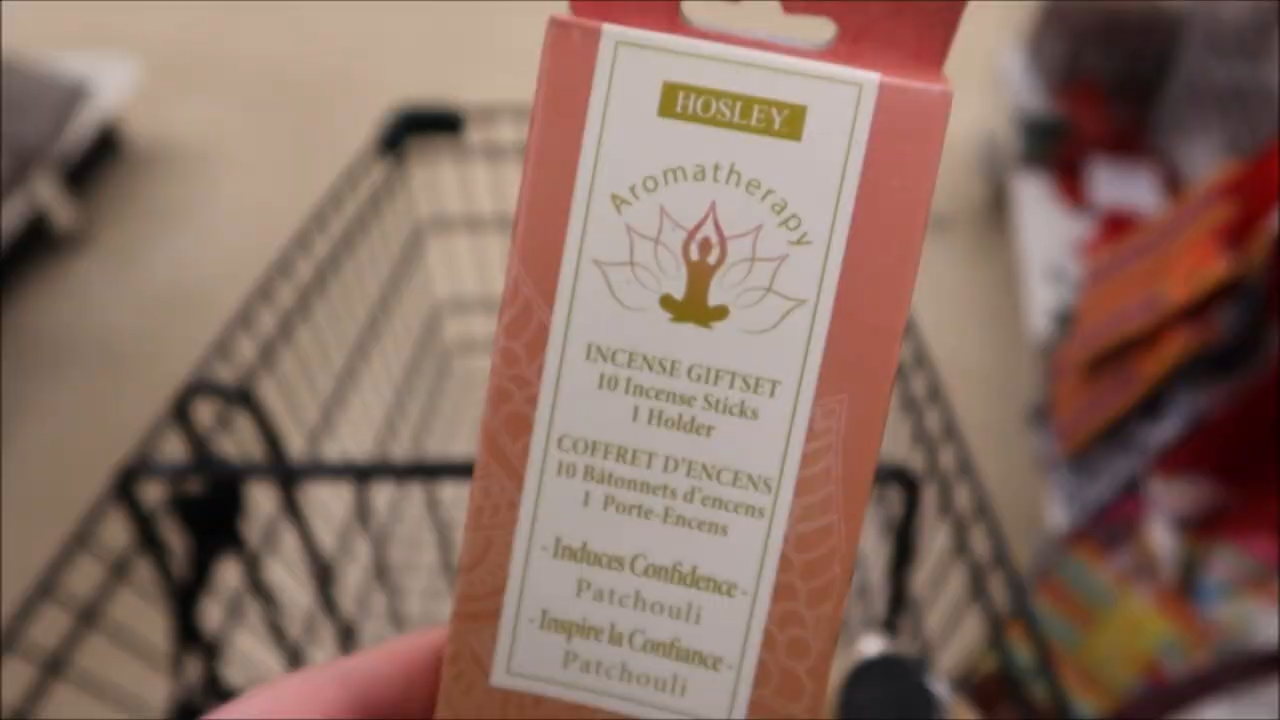 HOSLEY
Aromatherapy
INCENSE GIFTSET
10 Incense Sticks
1 Holder
COFFRET D'ENCENS
10 Bâtonnets d'encens
1 Porte-Encens
- Induces Confidence -
Patchouli
- Inspire la Confiance -
Patchouli